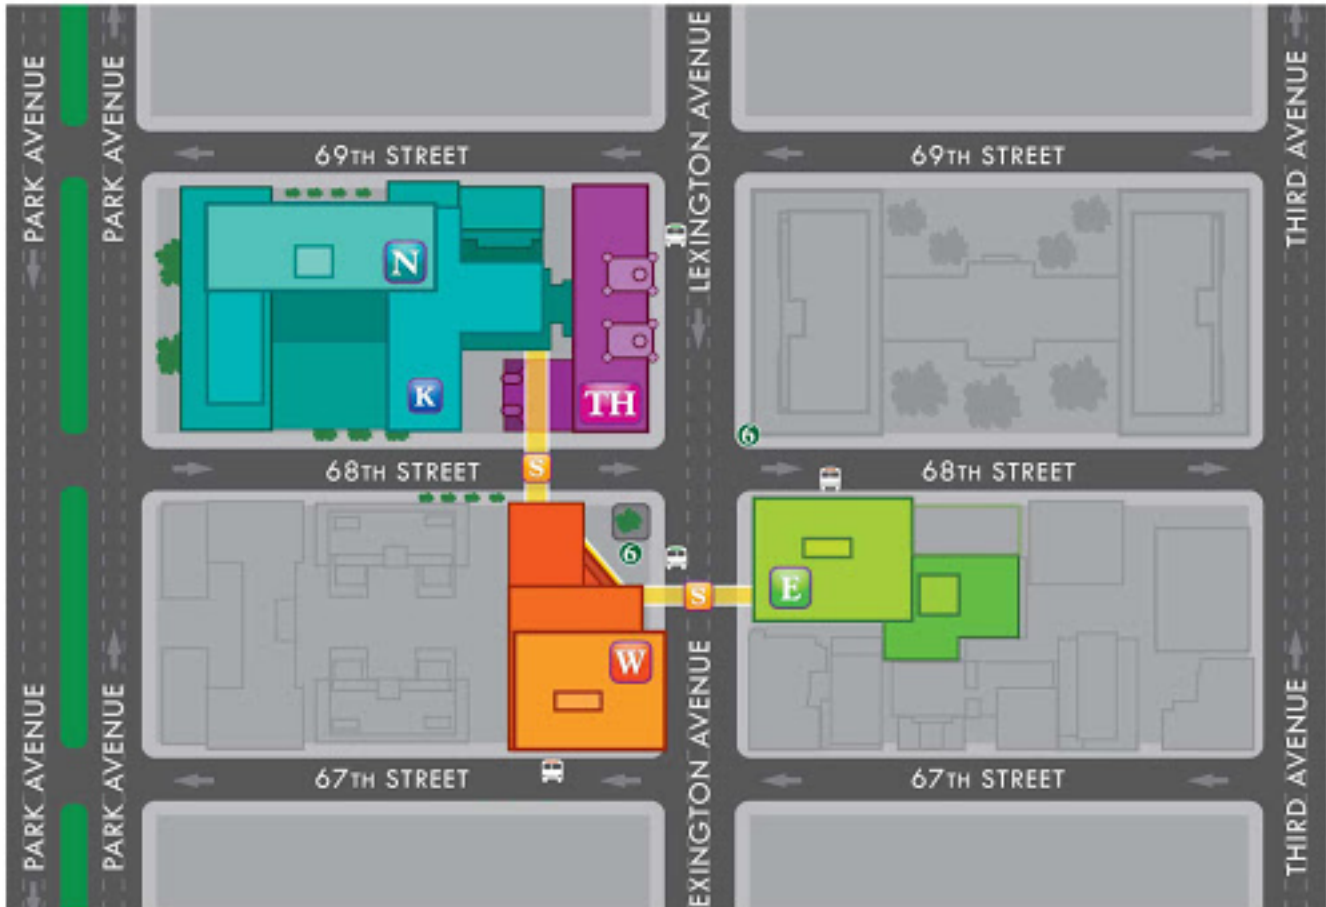 PARK AVENUE
PARK AVENUE
LEXINGTON AVENUE
THIRD AVENUE
69TH STREET
69TH STREET
N
K
TH
6
68TH STREET
S
68TH STREET
6
S
E
W
PARK AVENUE
PARK AVENUE
LEXINGTON AVENUE
THIRD AVENUE
67TH STREET
67TH STREET